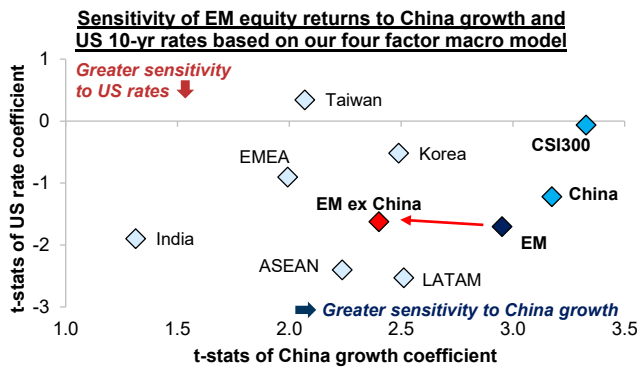 Sensitivity of EM equity returns to China growth and
US 10-yr rates based on our four factor macro model
t-stats of US rate coefficient
1
0
-1
-2
-3
Greater sensitivity
to US rates
Taiwan
CSI300
EMEA
Korea
China
EM ex China
EM
India
ASEAN
LATAM
Greater sensitivity to China growth
1.0
1.5
2.0
2.5
3.0
3.5
t-stats of China growth coefficient